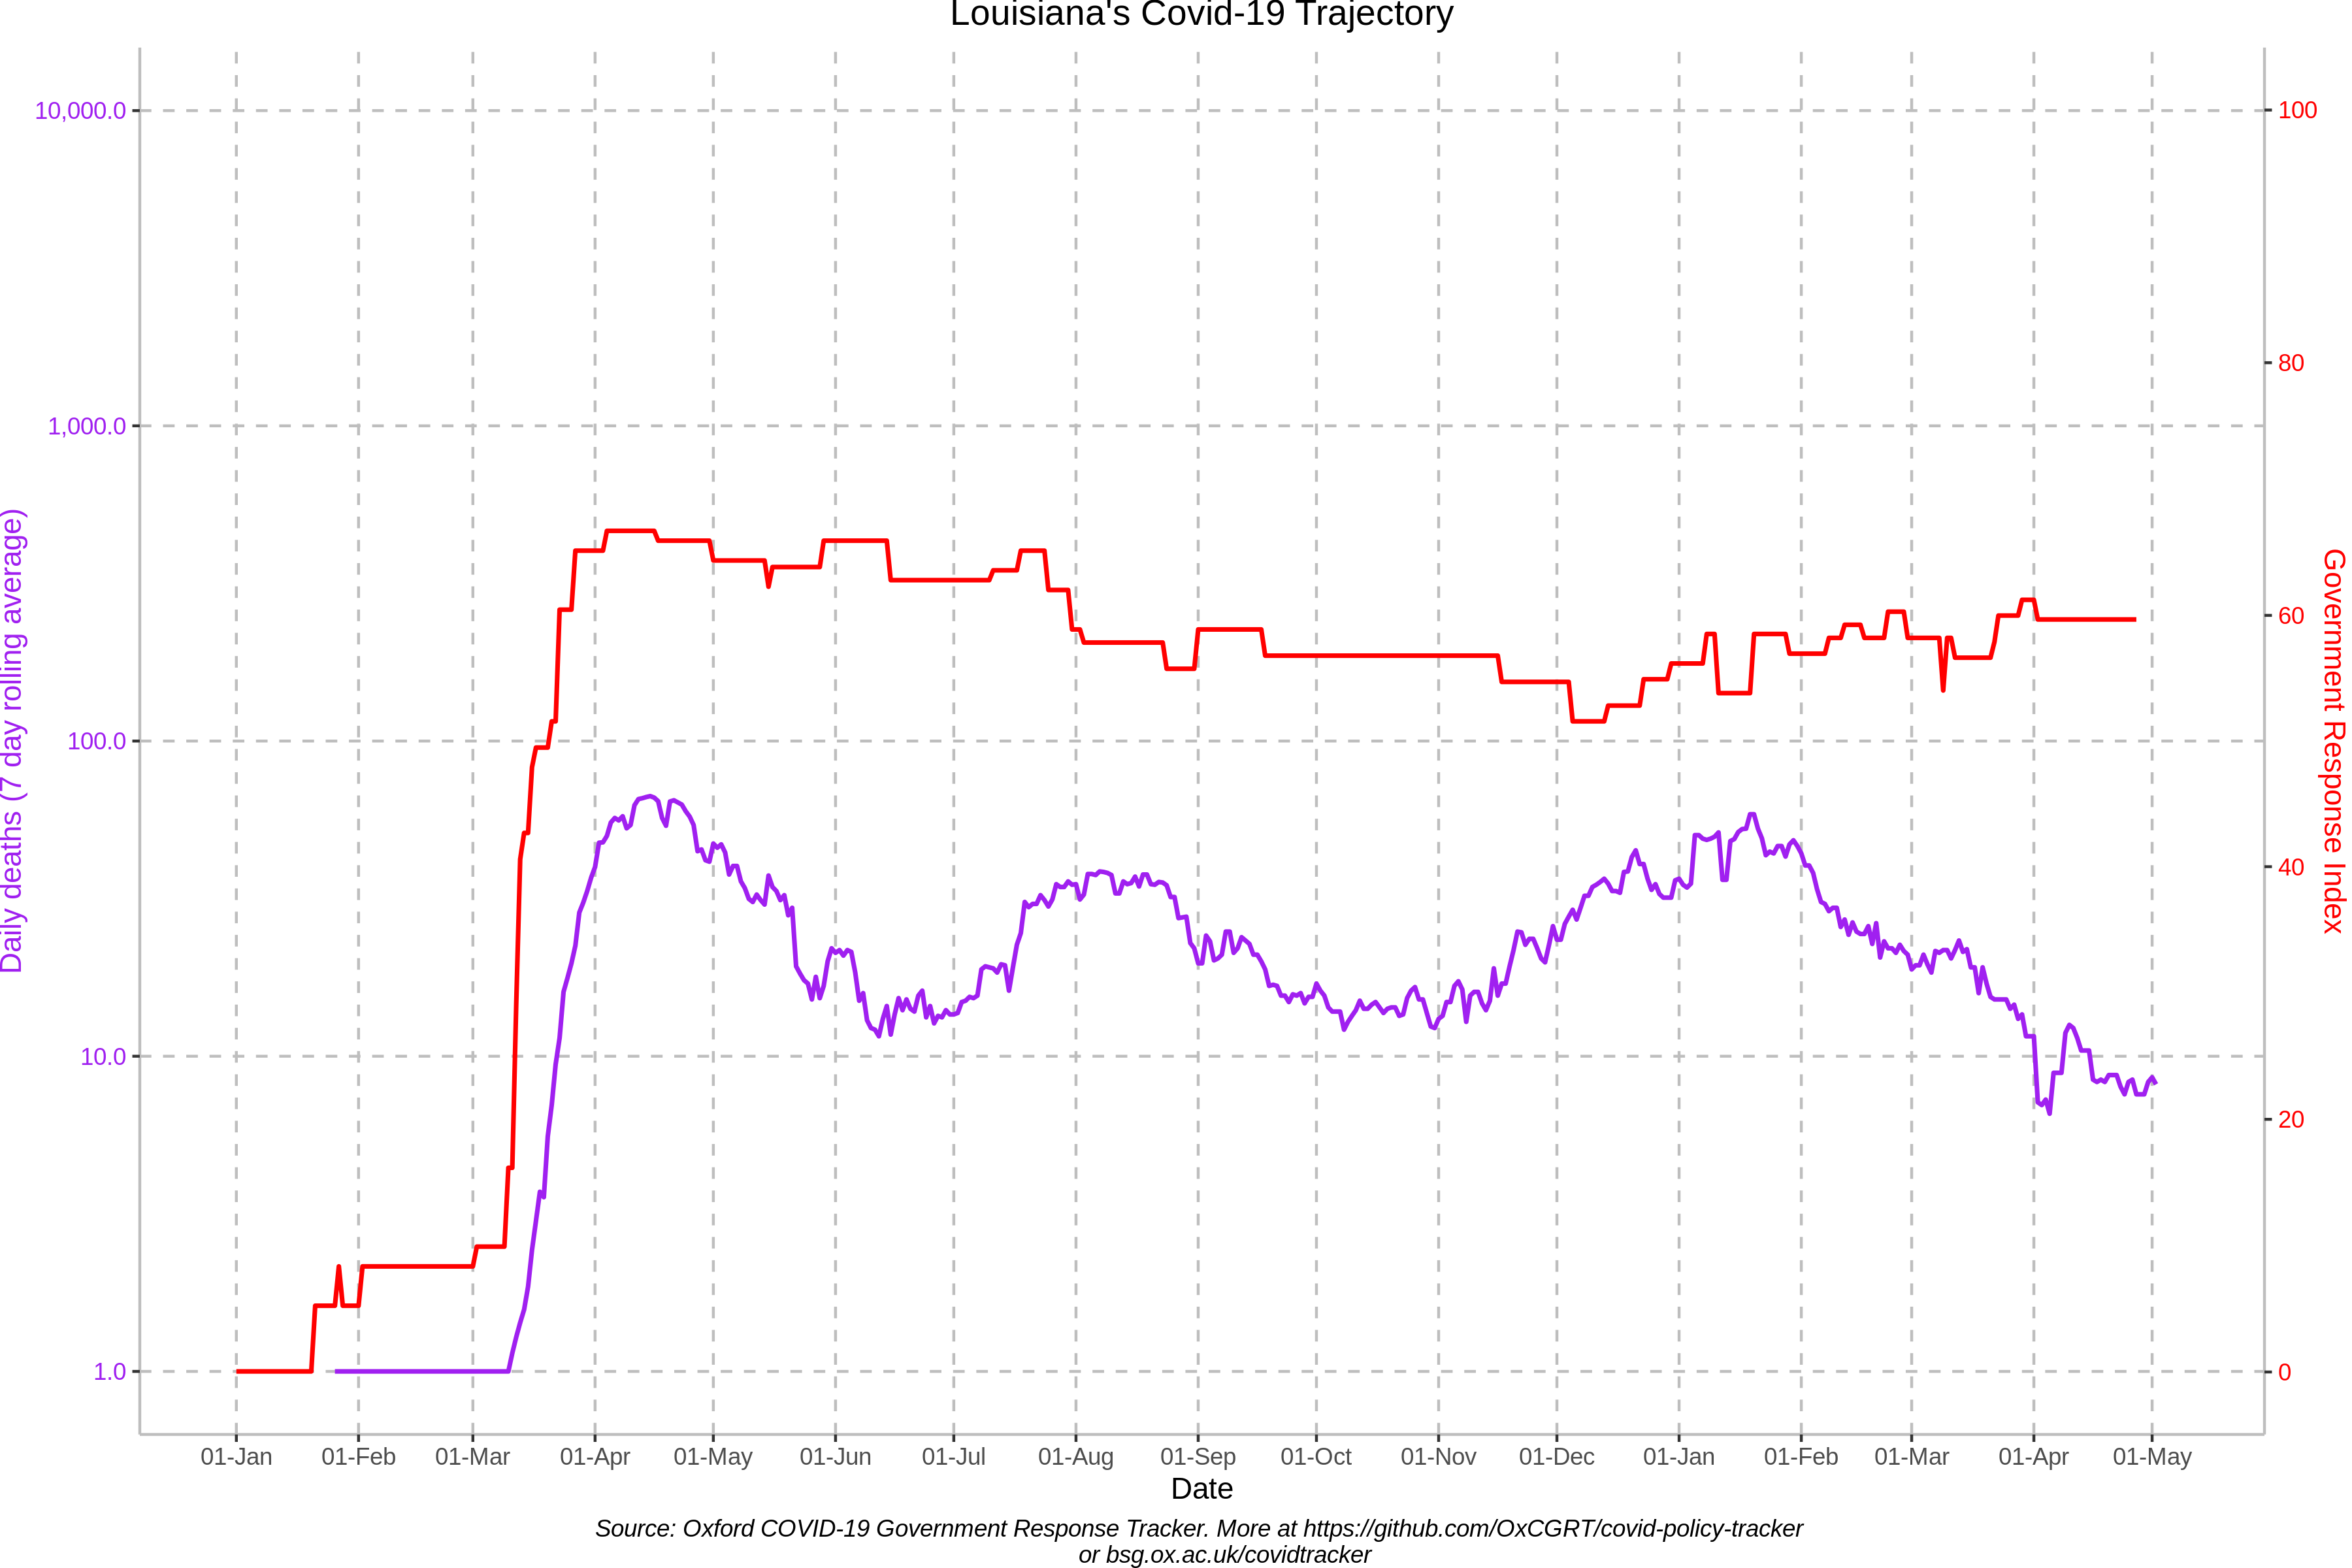 Louisiana's Covid-19 Trajectory
10,000.0
1,000.0
100.0
10.0
1.0
Daily deaths (7 day rolling average)
100
80
60
40
20
0
Government Response Index
01-Jan 01-Feb 01-Mar 01-Apr 01-May 01-Jun 01-Jul 01-Aug 01-Sep 01-Oct 01-Nov 01-Dec 01-Jan 01-Feb 01-Mar 01-Apr 01-May
Date
Source: Oxford COVID-19 Government Response Tracker. More at https://github.com/OxCGRT/covid-policy-tracker
or bsg.ox.ac.uk/covidtracker